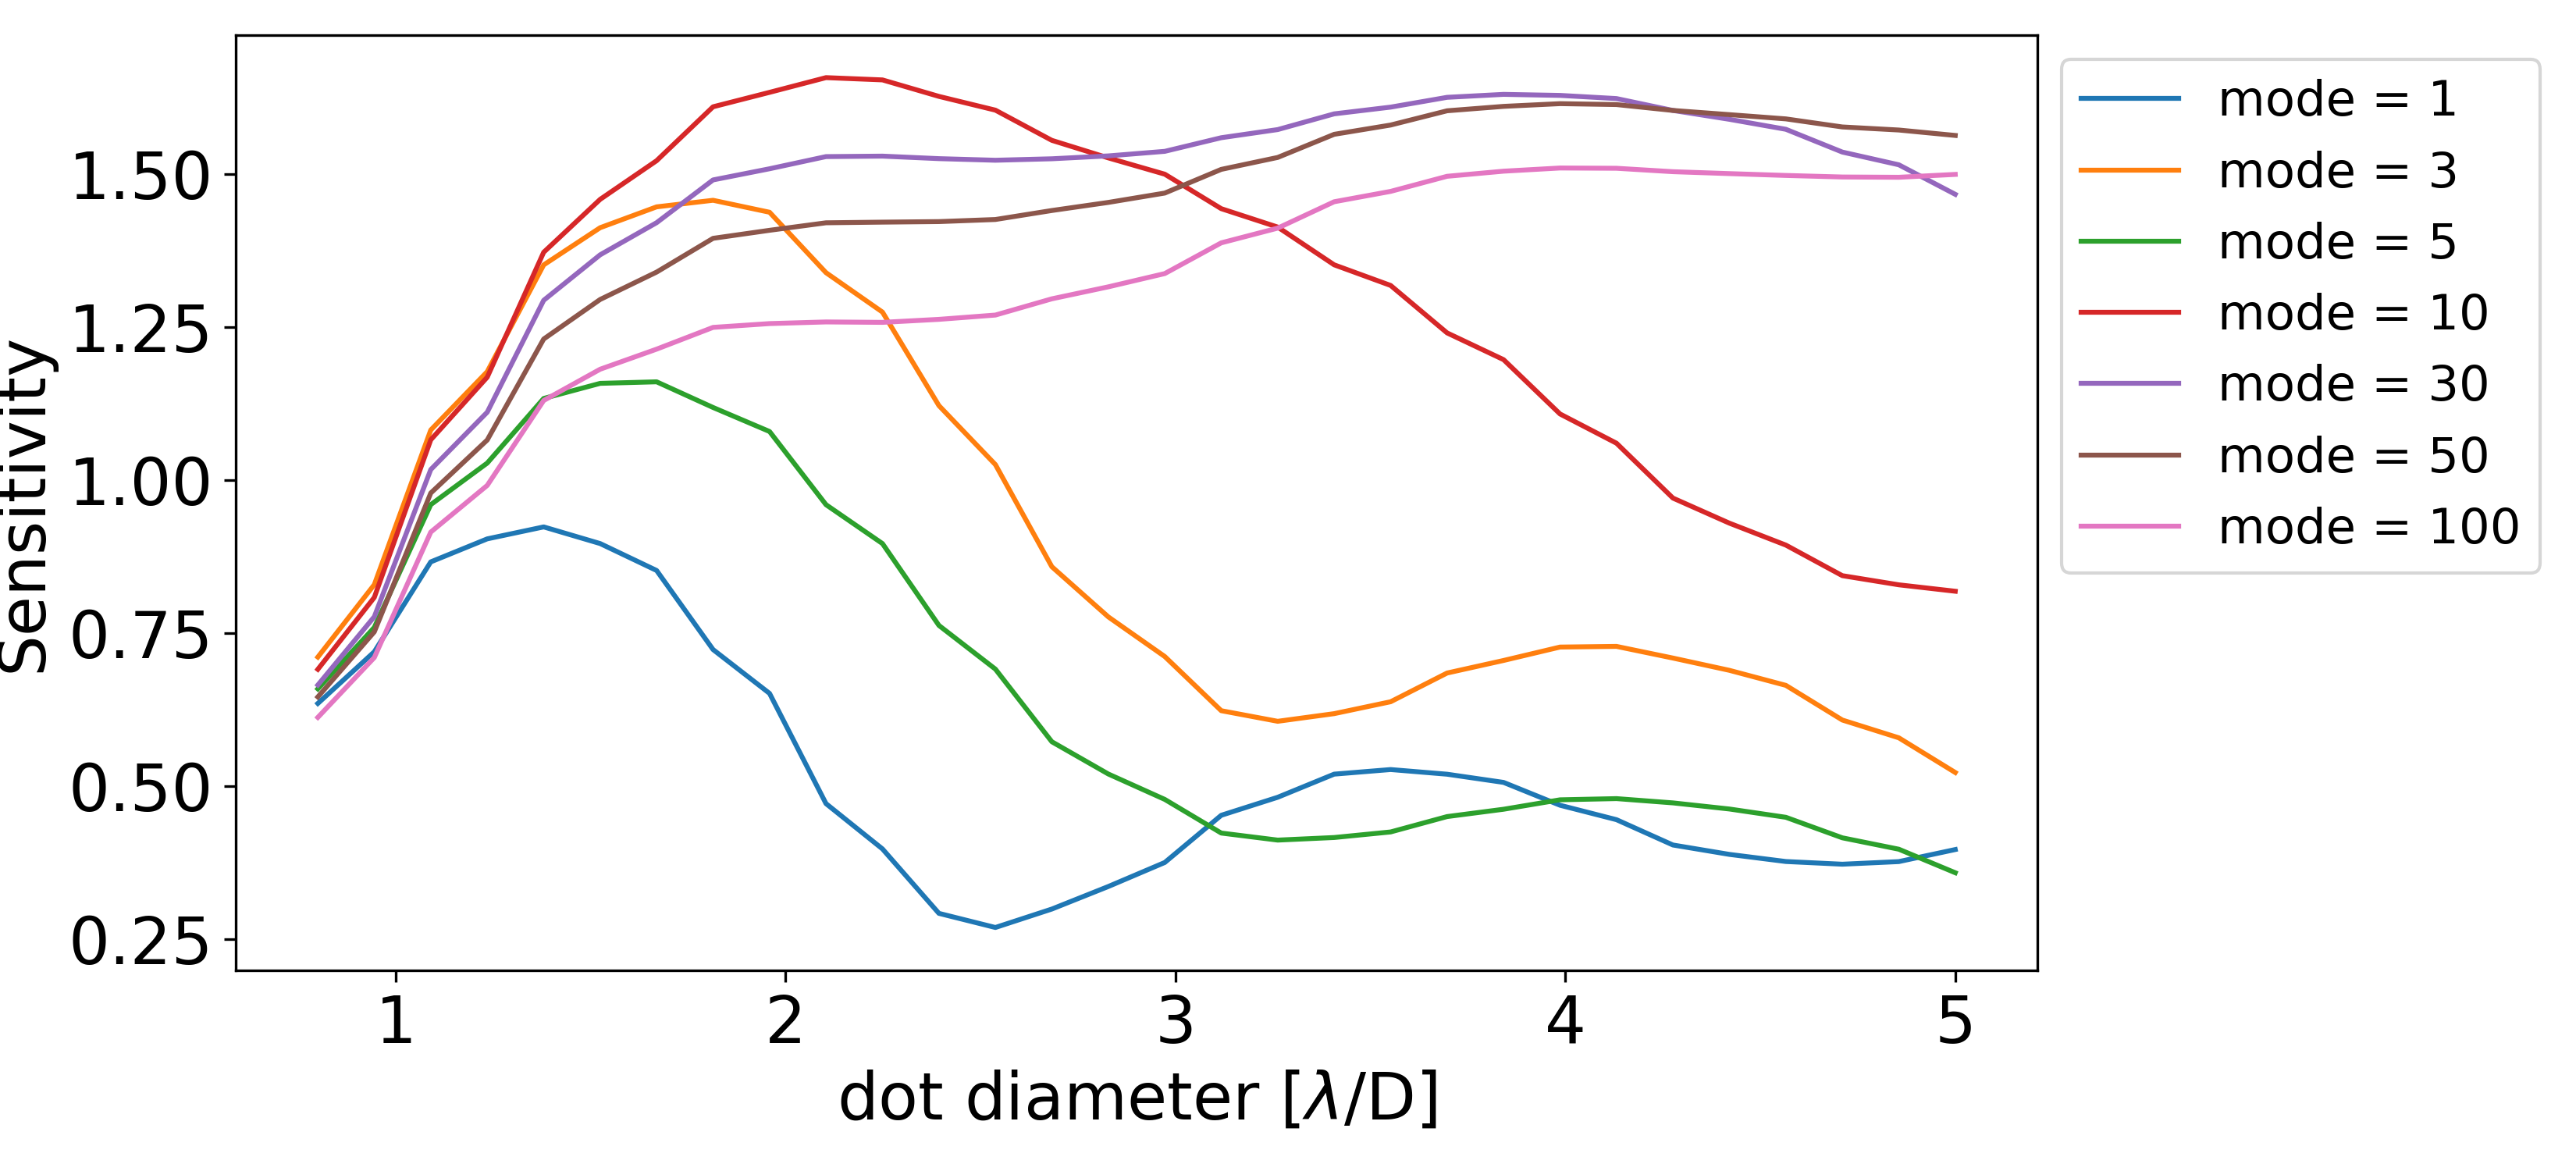 Sensitivity
1.50
1.25
1.00
0.75
0.50
0.25
1 2 3 4 5
dot diameter [λ/D]
mode = 1
mode = 3
mode = 5
mode = 10
mode = 30
mode = 50
mode = 100